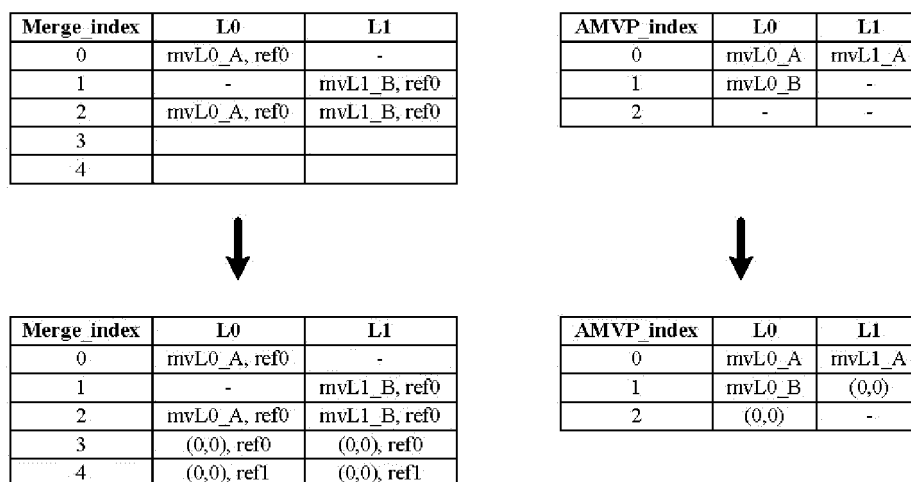 Merge_index L0 L1
0 mvL0_A, ref0 -
1 - mvL1_B, ref0
2 mvL0_A, ref0 mvL1_B, ref0
3
4
AMVP_index L0 L1
0 mvL0_A mvL1_A
1 mvL0_B -
2 - -
Merge_index L0 L1
0 mvL0_A, ref0 -
1 - mvL1_B, ref0
2 mvL0_A, ref0 mvL1_B, ref0
3 (0,0), ref0 (0,0), ref0
4 (0,0), ref1 (0,0), ref1
AMVP_index L0 L1
0 mvL0_A mvL1_A
1 mvL0_B (0,0)
2 (0,0) -